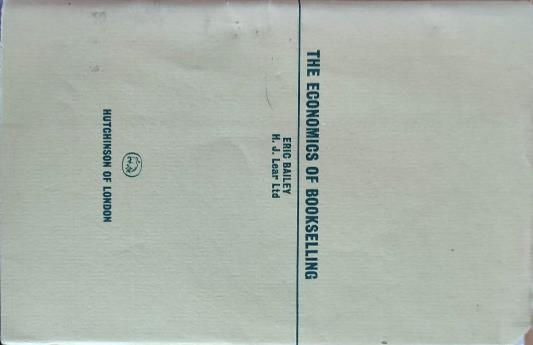 THE ECONOMICS OF BOOKSELLING
ERIC BAILEY
H. J. Lear Ltd
HUTCHINSON OF LONDON